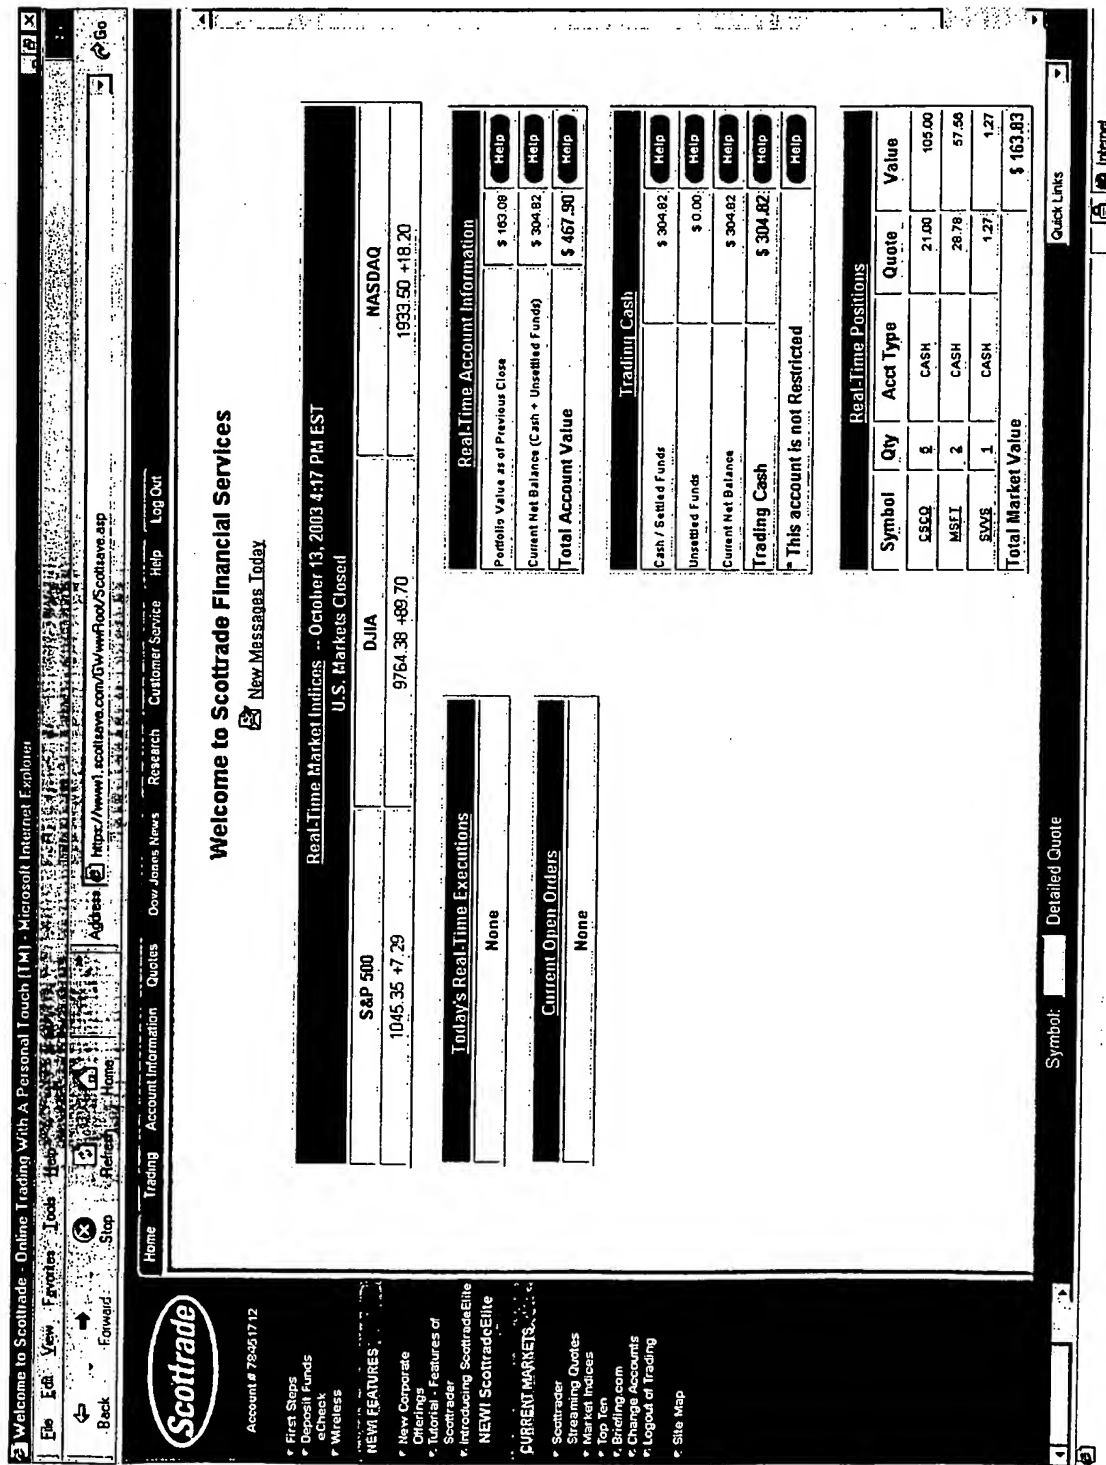 Welcome to Scottrade - Online Trading With A Personal Touch (TM) - Microsoft Internet Explorer
File Edit View Favorites Tools Help
Back Forward Stop Refresh Home
Address https://www1.scottsave.com/GWwwRoot/Scottsave.asp Go
Home Trading Account Information Quotes Dow Jones News Research Customer Service Help Log Out
Scottrade
Account # 78451712
First Steps
Deposit Funds
eCheck
Wireless
NEW! FEATURES
New Corporate
Offerings
Tutorial - Features of
Scottrader
Introducing ScottradeElite
NEW! ScottradeElite
CURRENT MARKETS
Scottrader
Streaming Quotes
Market Indices
Top Ten
Briefing.com
Change Accounts
Logout of Trading
Site Map
Welcome to Scottrade Financial Services
New Messages Today
Real-Time Market Indices -- October 13, 2003 4:17 PM EST
U.S. Markets Closed
S&P 500 DJIA NASDAQ
1045.35 +7.29 9764.38 +89.70 1933.50 +18.20
Today's Real-Time Executions
None
Current Open Orders
None
Real-Time Account Information
Portfolio Value as of Previous Close $ 163.08 Help
Current Net Balance (Cash + Unsettled Funds) $ 304.82 Help
Total Account Value $ 467.90 Help
Trading Cash
Cash / Settled Funds $ 304.82 Help
Unsettled Funds $ 0.00 Help
Current Net Balance $ 304.82 Help
Trading Cash $ 304.82 Help
* This account is not Restricted Help
Real-Time Positions
Symbol Qty Acct Type Quote Value
CSCO 5 CASH 21.00 105.00
MSFT 2 CASH 28.78 57.56
SVVS 1 CASH 1.27 1.27
Total Market Value $ 163.83
Symbol: Detailed Quote Quick Links
Internet